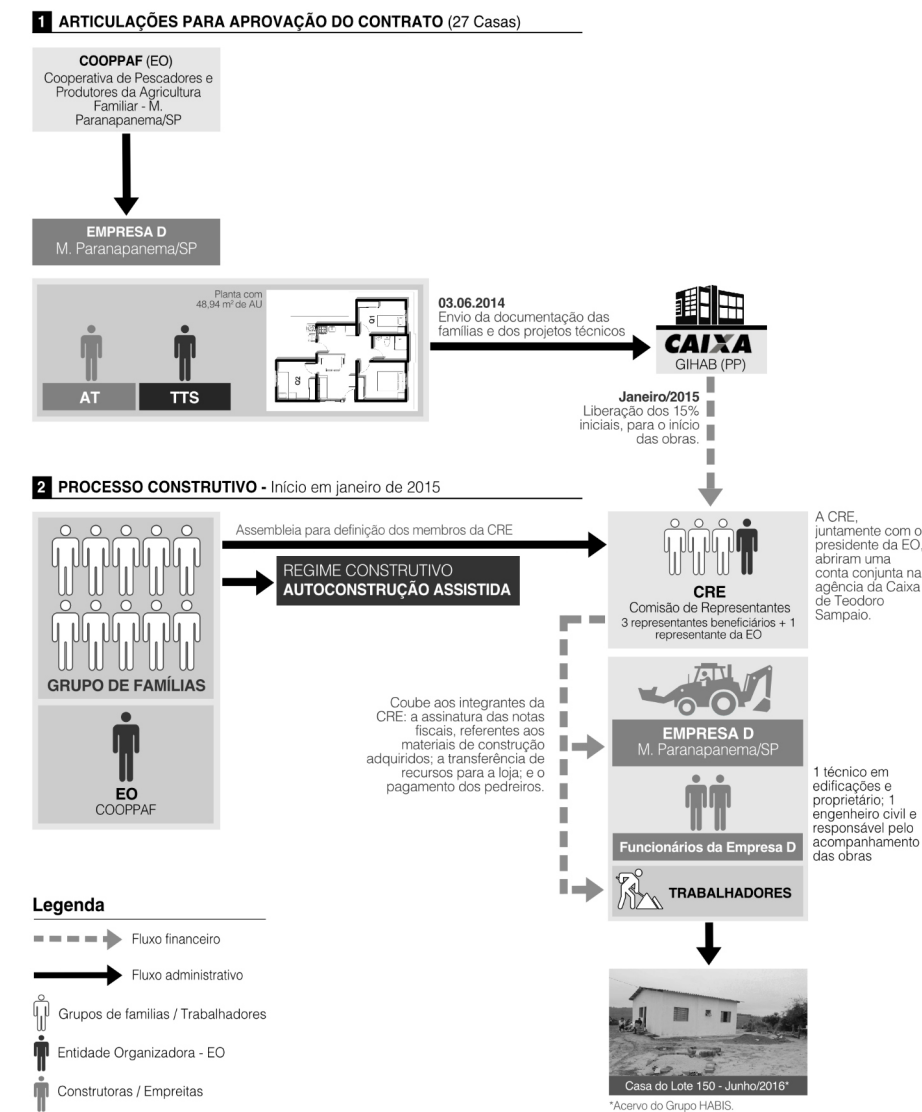 1 ARTICULAÇÕES PARA APROVAÇÃO DO CONTRATO (27 Casas)
COOPPAF (EO)
Cooperativa de Pescadores e
Produtores da Agricultura
Familiar - M.
Paranapanema/SP
EMPRESA D
M. Paranapanema/SP
Planta com
48,94 m² de AU
AT
TTS
Q1
Q2
03.06.2014
Envio da documentação das
famílias e dos projetos técnicos
CAIXA
GIHAB (PP)
Janeiro/2015
Liberação dos 15%
iniciais, para o início
das obras.
2 PROCESSO CONSTRUTIVO - Início em janeiro de 2015
Assembleia para definição dos membros da CRE
REGIME CONSTRUTIVO
AUTOCONSTRUÇÃO ASSISTIDA
GRUPO DE FAMÍLIAS
EO
COOPPAF
CRE
Comisão de Representantes
3 representantes beneficiários + 1
representante da EO
A CRE,
juntamente com o
presidente da EO,
abriram uma
conta conjunta na
agência da Caixa
de Teodoro
Sampaio.
Coube aos integrantes da
CRE: a assinatura das notas
fiscais, referentes aos
materiais de construção
adquiridos; a transferência de
recursos para a loja; e o
pagamento dos pedreiros.
EMPRESA D
M. Paranapanema/SP
Funcionários da Empresa D
1 técnico em
edificações e
proprietário; 1
engenheiro civil e
responsável pelo
acompanhamento
das obras
TRABALHADORES
Casa do Lote 150 - Junho/2016*
*Acervo do Grupo HABIS.
Legenda
Fluxo financeiro
Fluxo administrativo
Grupos de familias / Trabalhadores
Entidade Organizadora - EO
Construtoras / Empreitas